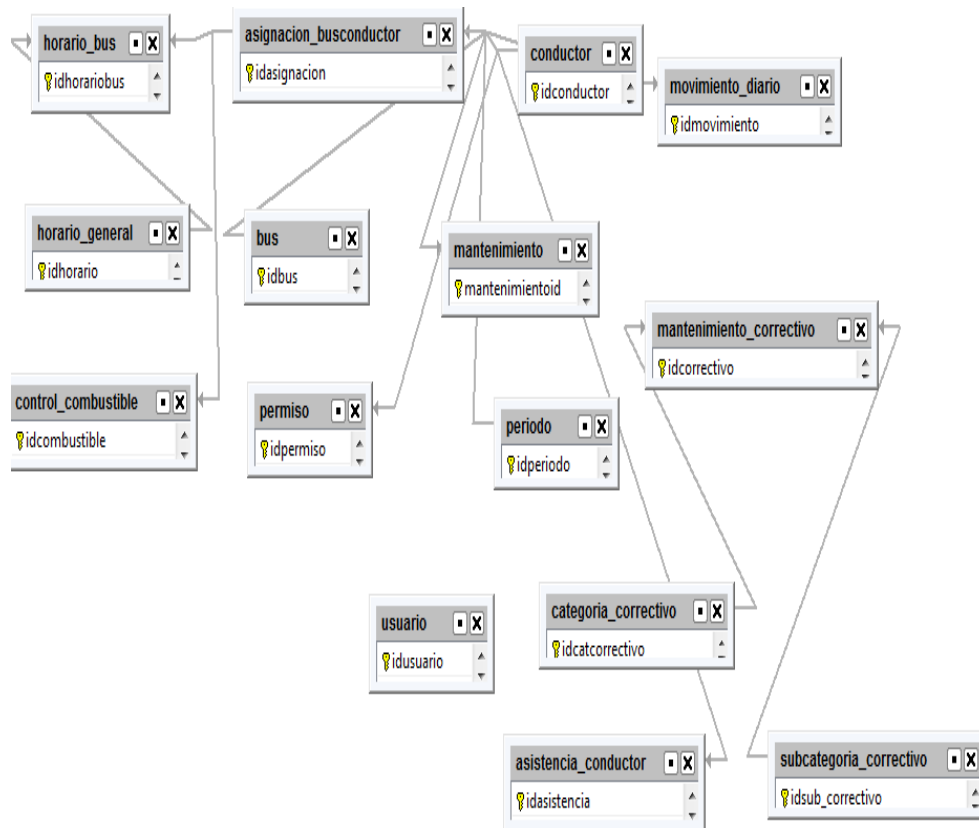 horario_bus
idhorariobus
asignacion_busconductor
idasignacion
conductor
idconductor
movimiento_diario
idmovimiento
horario_general
idhorario
bus
idbus
mantenimiento
mantenimientoid
mantenimiento_correctivo
idcorrectivo
control_combustible
idcombustible
permiso
idpermiso
periodo
idperiodo
usuario
idusuario
categoria_correctivo
idcatcorrectivo
asistencia_conductor
idasistencia
subcategoria_correctivo
idsub_correctivo